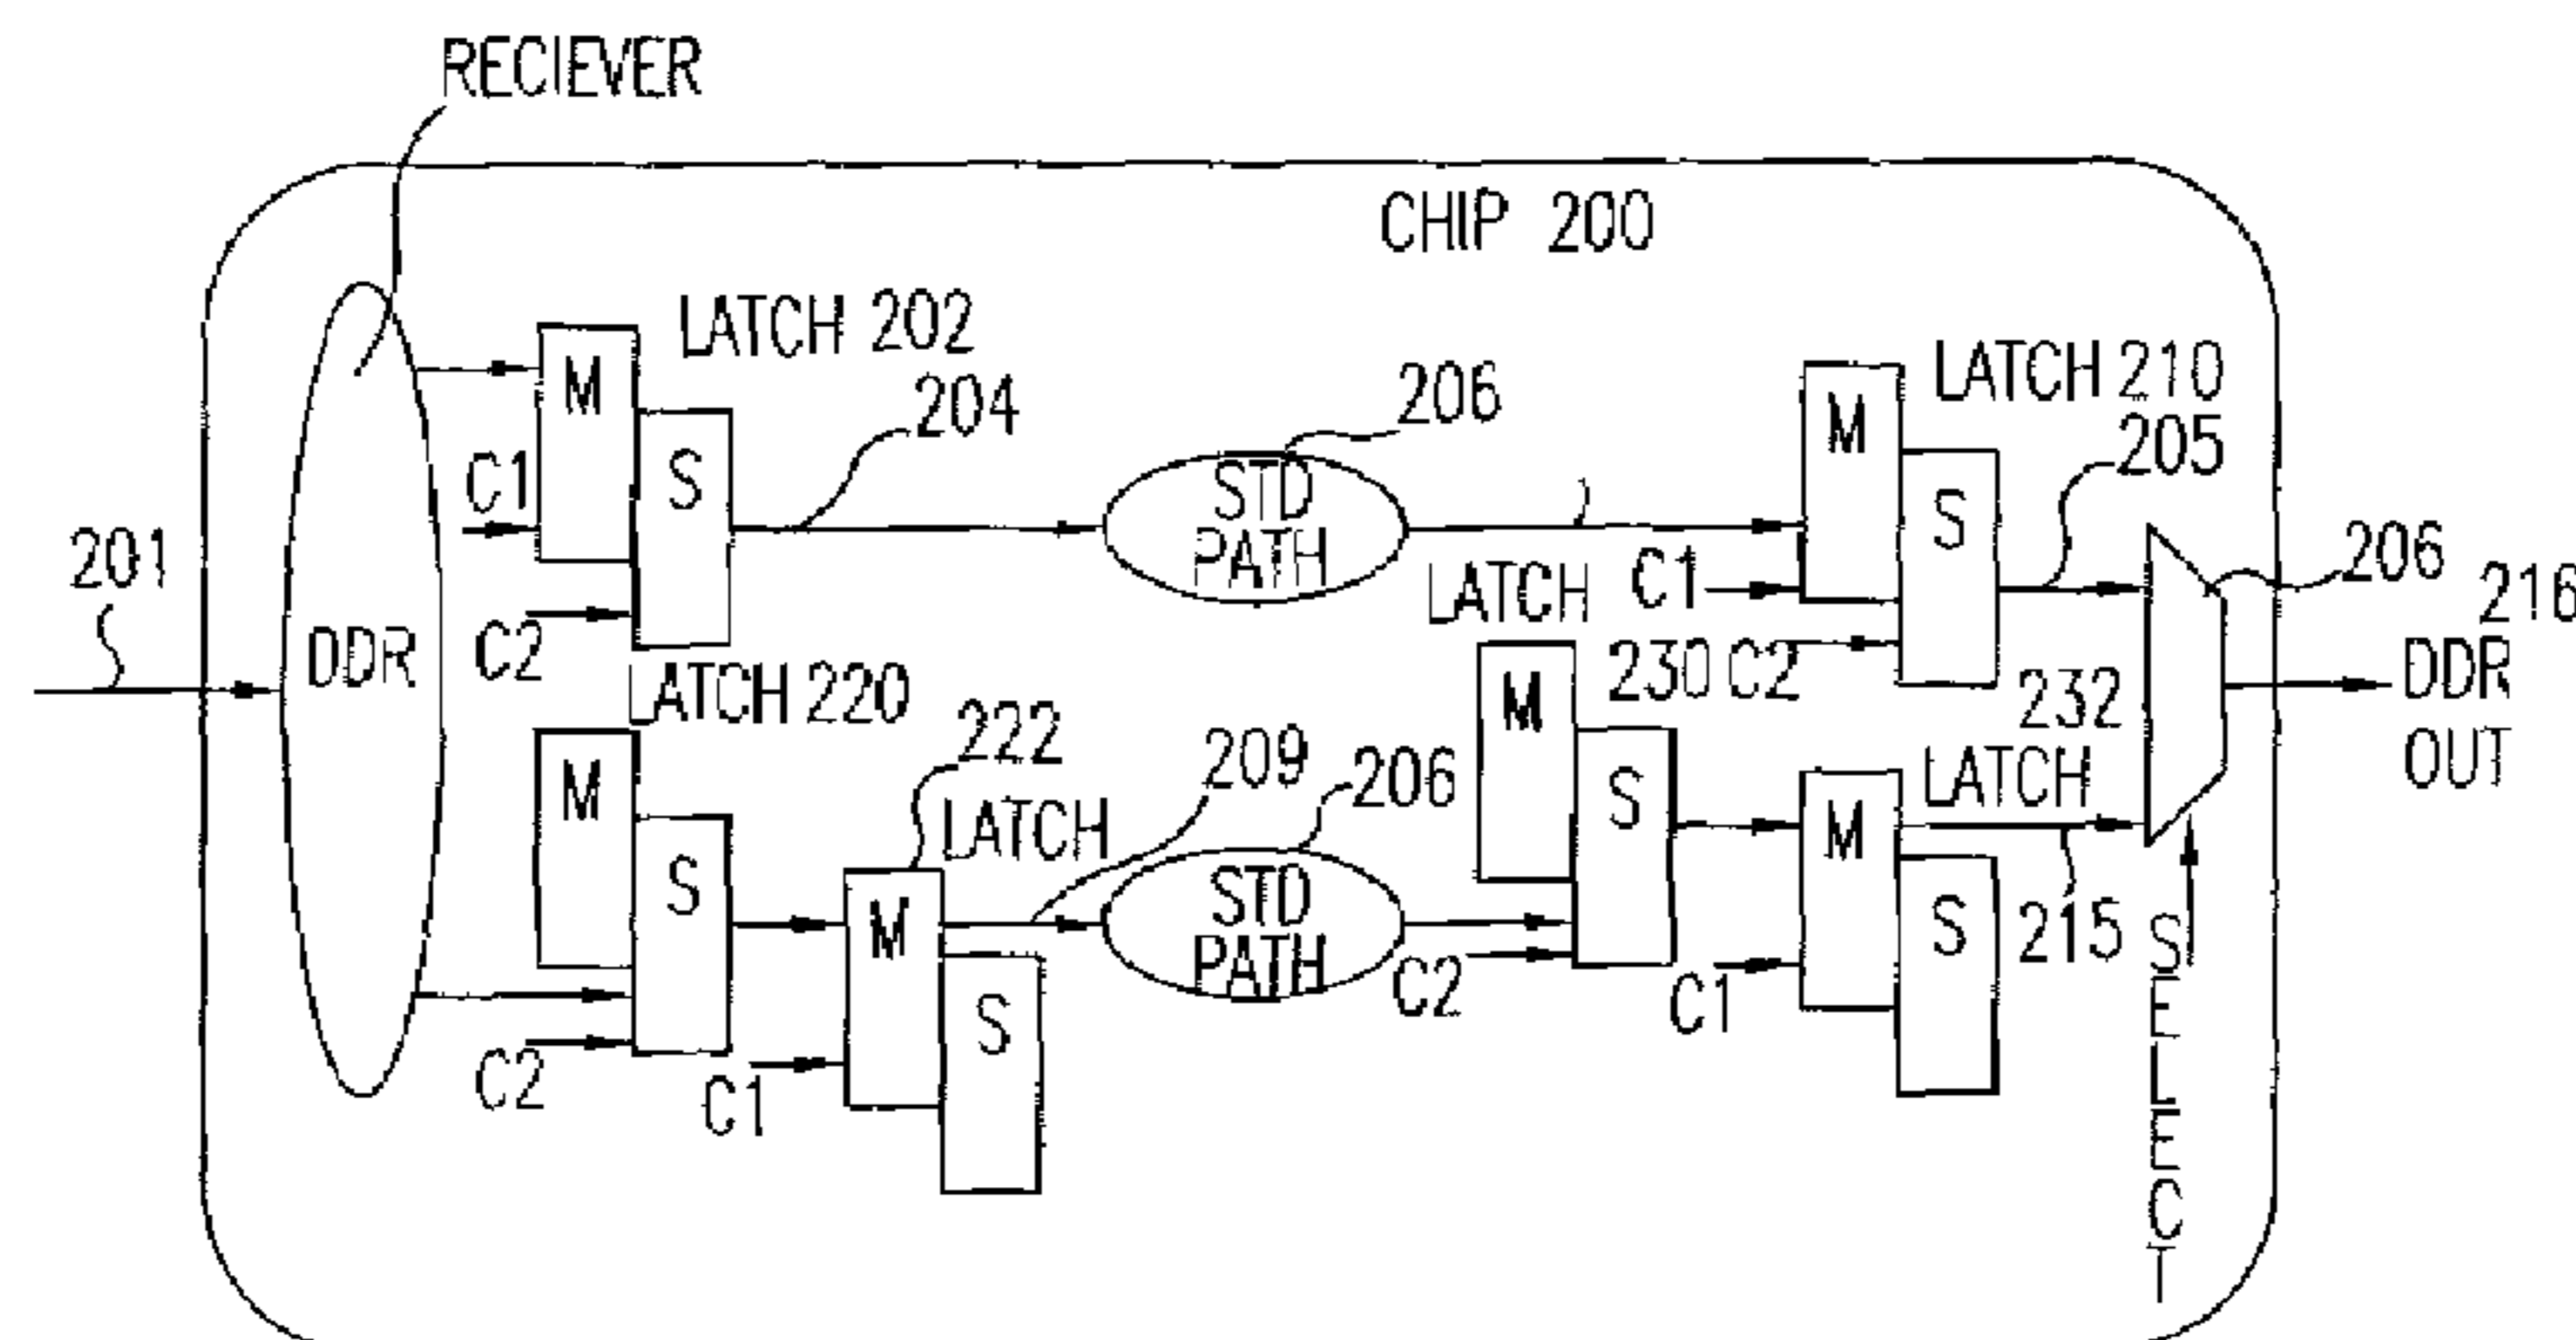 RECIEVER
CHIP 200
LATCH 202
M
204
206
LATCH 210
M
205
C1
S
STD
PATH
S
201
LATCH
C1
206
216
DDR
C2
230
C2
232
DDR
OUT
LATCH 220
222
209
206
M
M
LATCH
S
M
LATCH
S
M
STD
PATH
C2
C1
S
215
C2
C1
S
SELECT